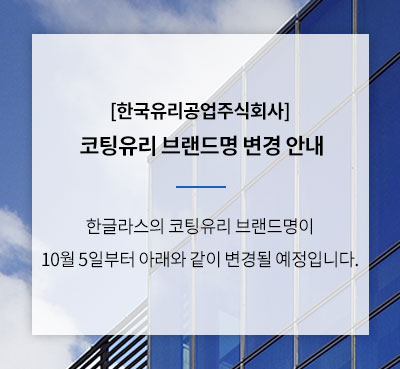 [한국유리공업주식회사]
코팅유리 브랜드명 변경 안내
한글라스의 코팅유리 브랜드명이
10월 5일부터 아래와 같이 변경될 예정입니다.